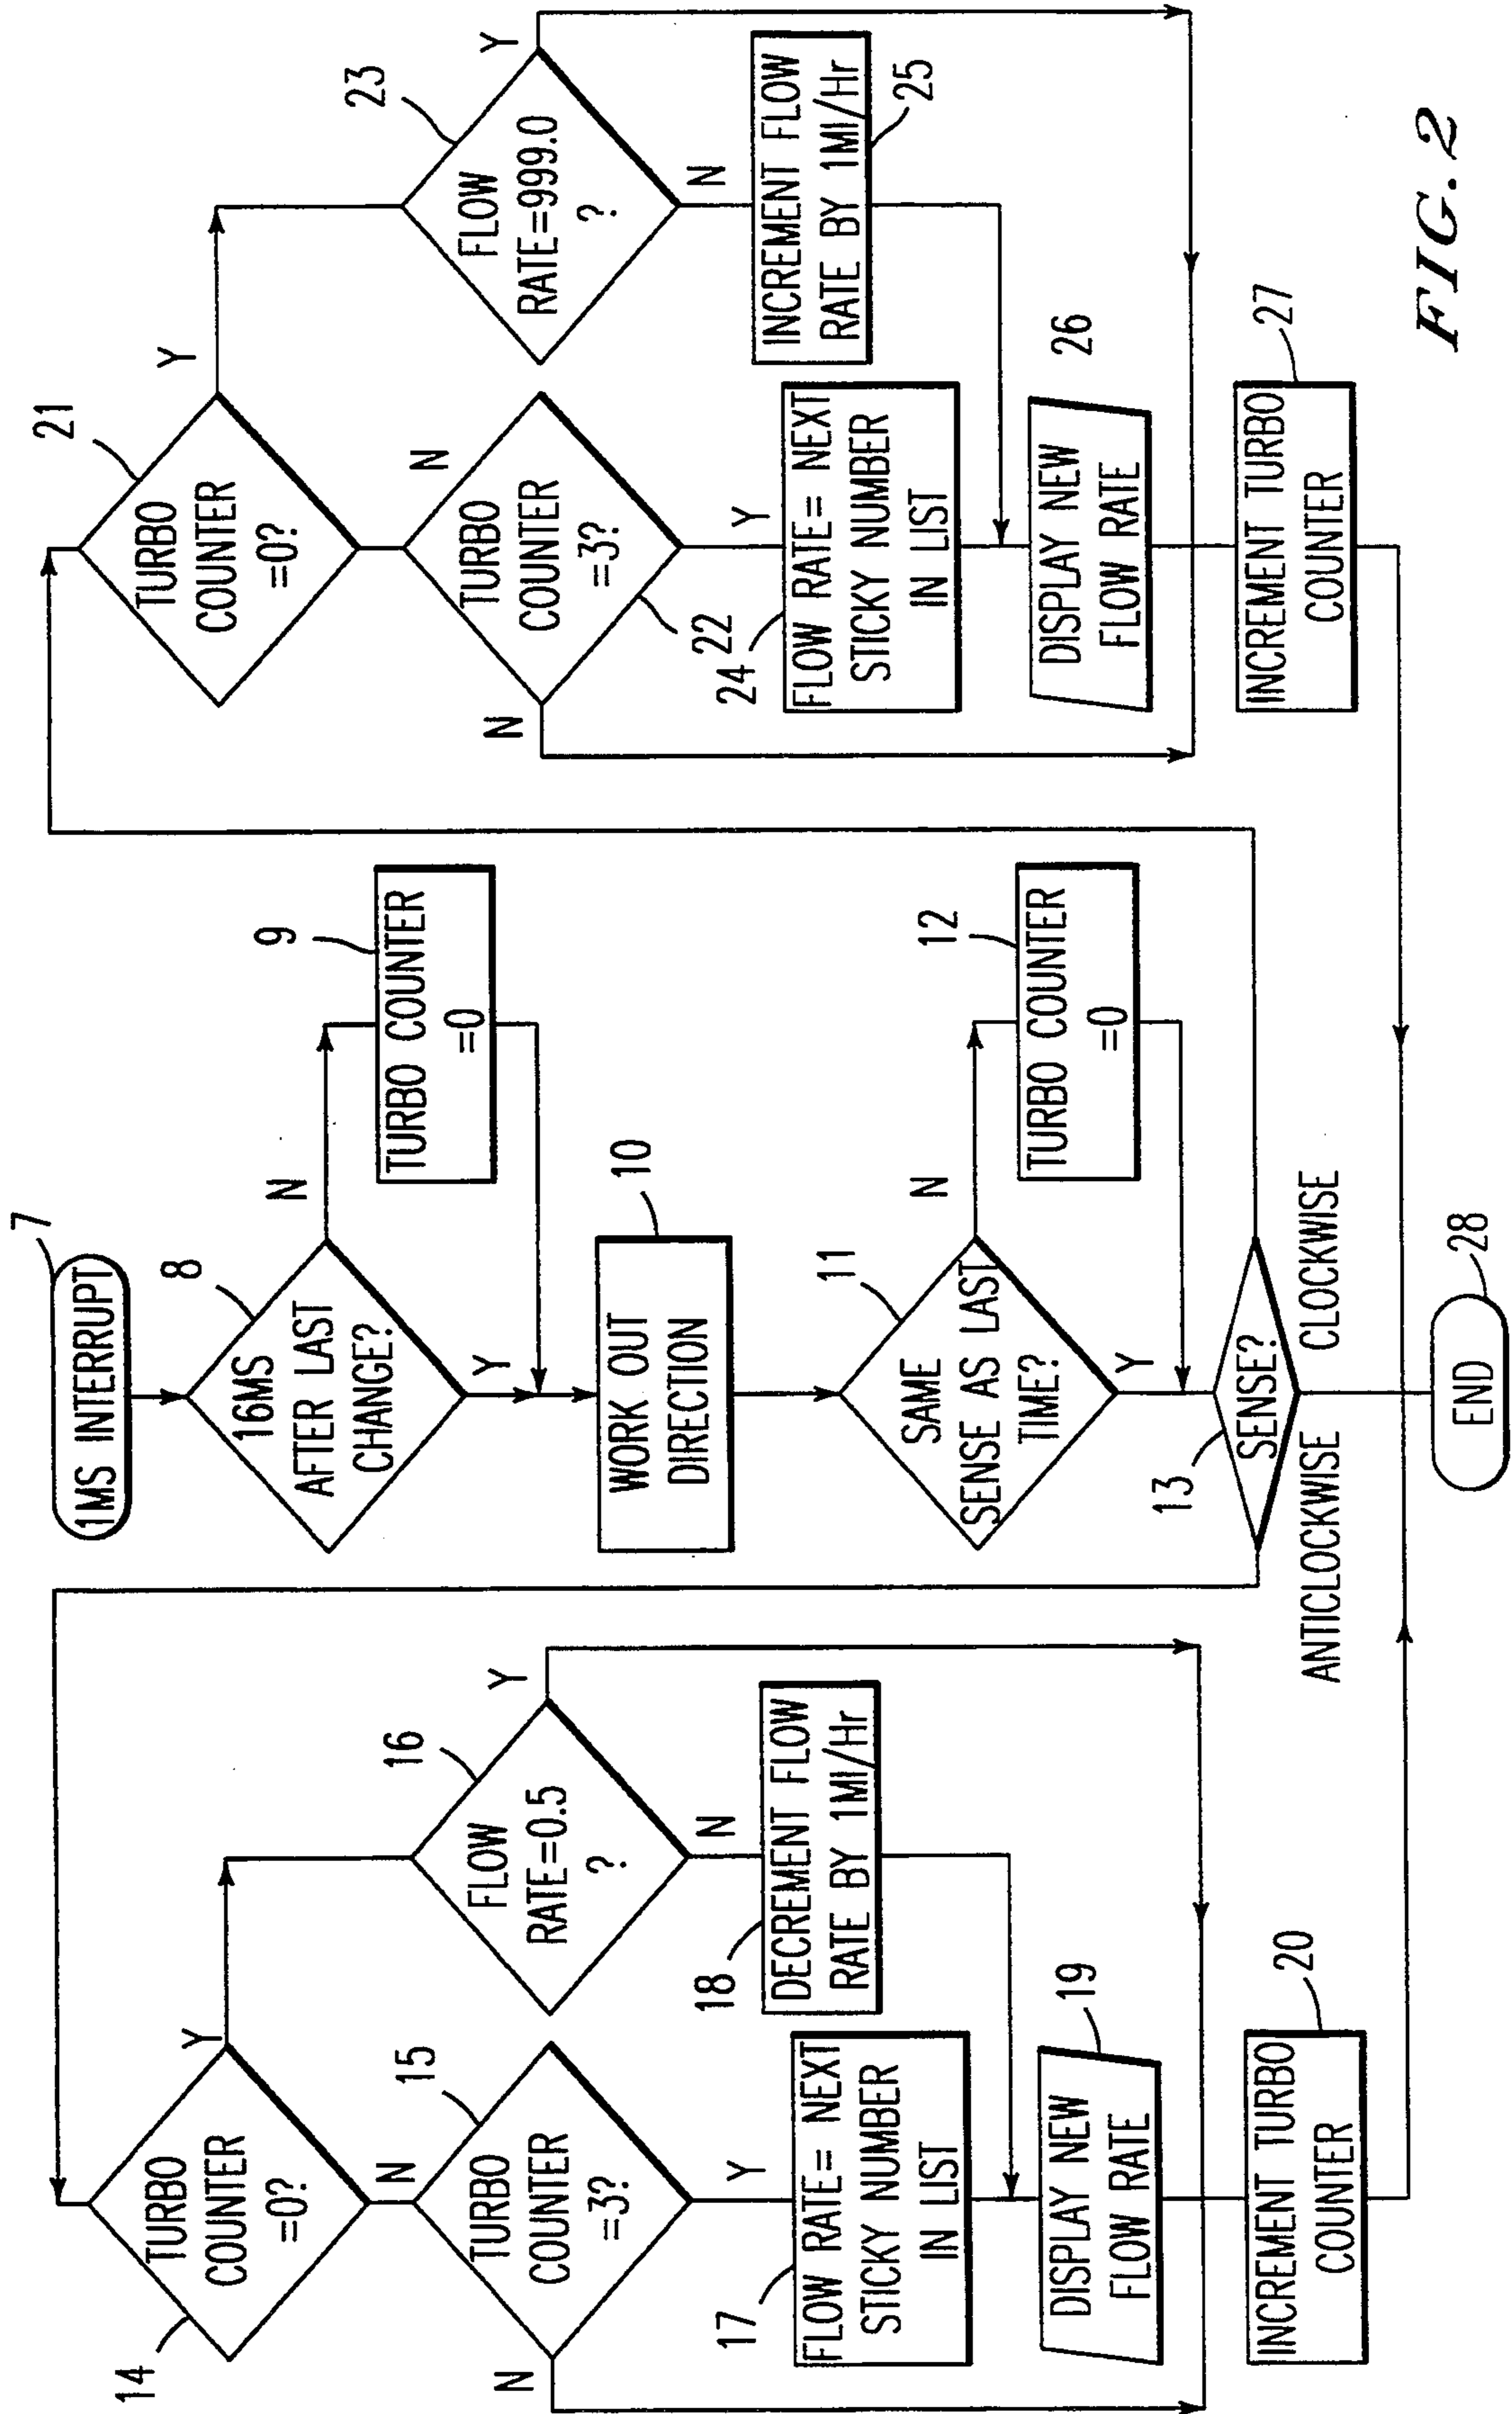 7
1MS INTERRUPT
8
16MS
AFTER LAST
CHANGE?
N
Y
9
TURBO COUNTER
=0
10
WORK OUT
DIRECTION
11
SAME
SENSE AS LAST
TIME?
N
Y
12
TURBO COUNTER
=0
13
SENSE?
ANTICLOCKWISE
CLOCKWISE
28
END
14
TURBO
COUNTER
=0?
Y
N
15
TURBO
COUNTER
=3?
N
Y
16
FLOW
RATE=0.5
?
Y
N
17
FLOW RATE= NEXT
STICKY NUMBER
IN LIST
18
DECREMENT FLOW
RATE BY 1Ml/Hr
19
DISPLAY NEW
FLOW RATE
20
INCREMENT TURBO
COUNTER
21
TURBO
COUNTER
=0?
Y
N
22
TURBO
COUNTER
=3?
N
Y
23
FLOW
RATE=999.0
?
Y
N
24
FLOW RATE= NEXT
STICKY NUMBER
IN LIST
25
INCREMENT FLOW
RATE BY 1Ml/Hr
26
DISPLAY NEW
FLOW RATE
27
INCREMENT TURBO
COUNTER
FIG. 2